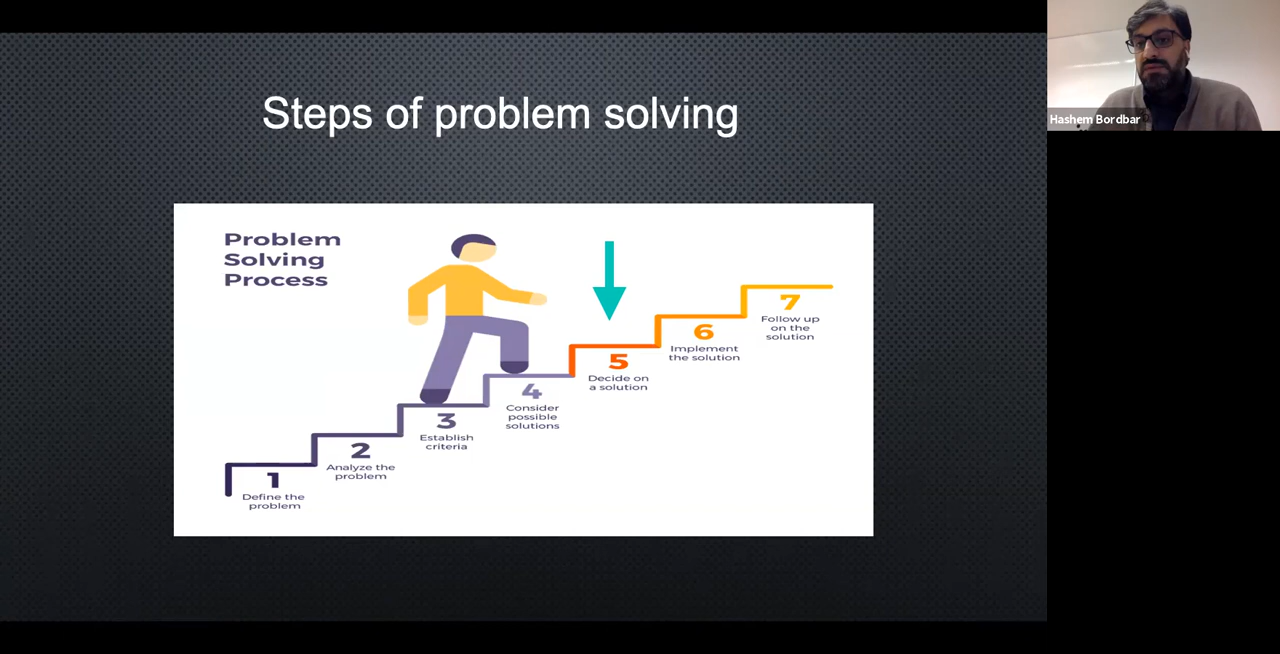 Steps of problem solving
Hashem Bordbar
Problem
Solving
Process
1
Define the
problem
2
Analyze the
problem
3
Establish
criteria
4
Consider
possible
solutions
5
Decide on
a solution
6
Implement
the solution
7
Follow up
on the
solution